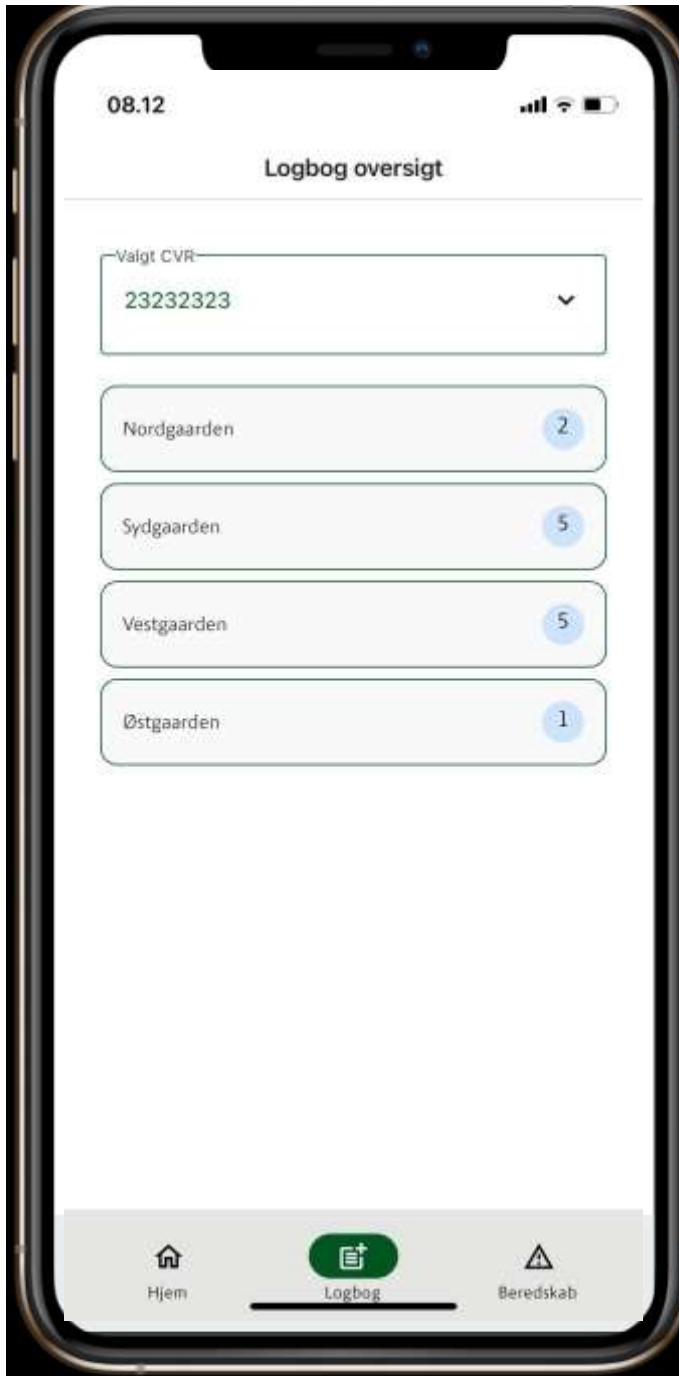 08.12
Logbog oversigt
Valgt CVR
23232323
Nordgaarden 2
Sydgaarden 5
Vestgaarden 5
Østgaarden 1
Hjem Logbog Beredskab